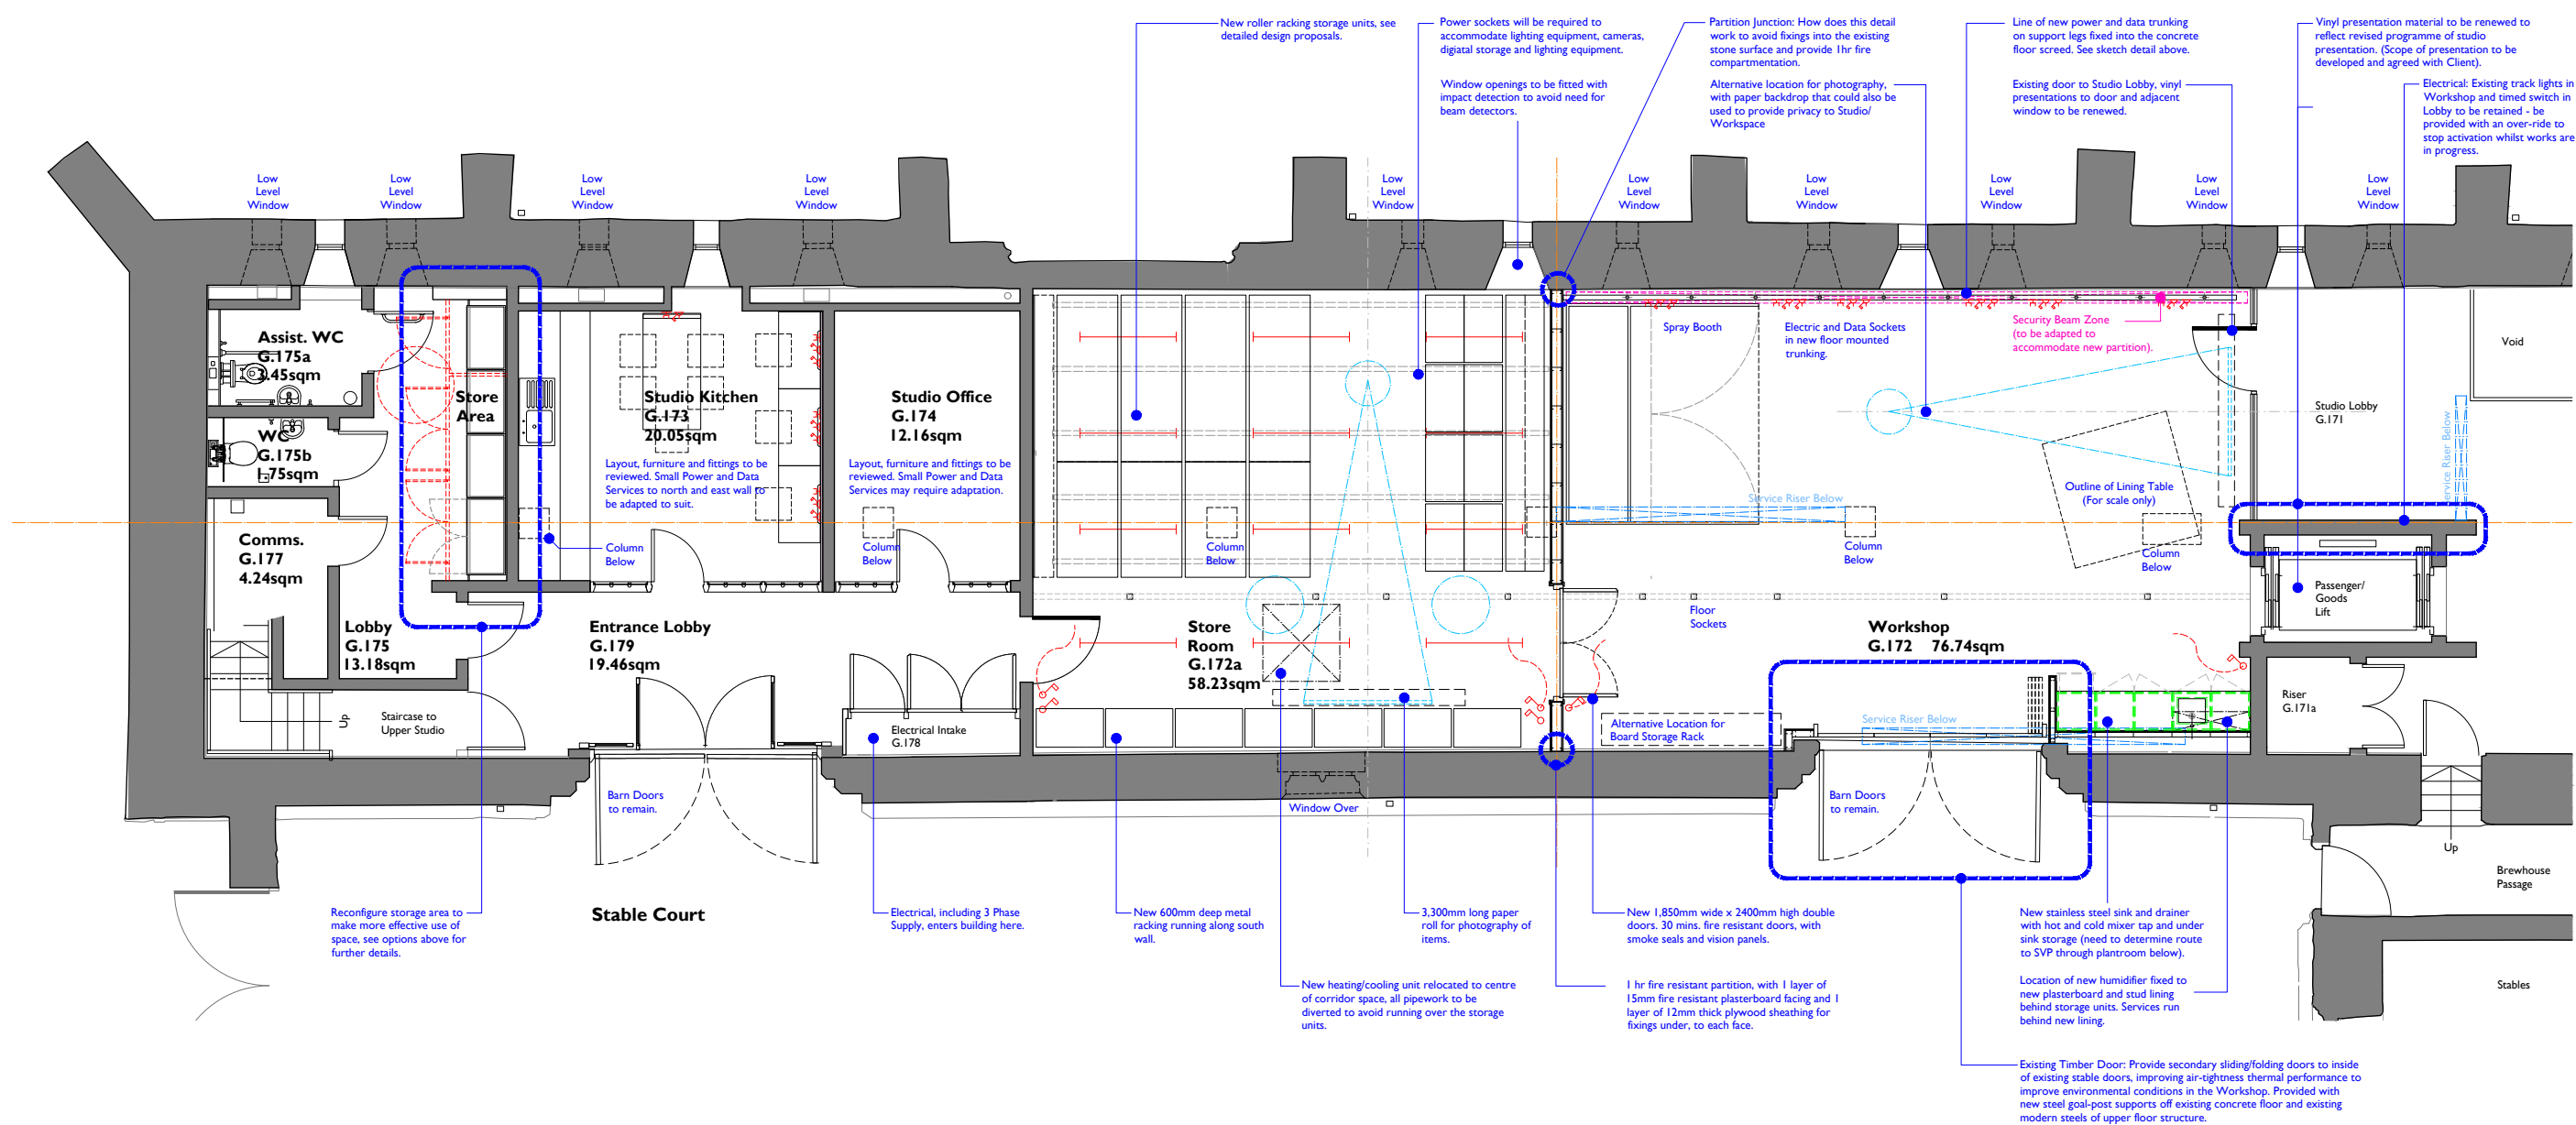 New roller racking storage units, see
detailed design proposals.
Power sockets will be required to
accommodate lighting equipment, cameras,
digiatal storage and lighting equipment.
Window openings to be fitted with
impact detection to avoid need for
beam detectors.
Partition Junction: How does this detail
work to avoid fixings into the existing
stone surface and provide 1hr fire
compartmentation.
Alternative location for photography,
with paper backdrop that could also be
used to provide privacy to Studio/
Workspace
Line of new power and data trunking
on support legs fixed into the concrete
floor screed. See sketch detail above.
Existing door to Studio Lobby, vinyl
presentations to door and adjacent
window to be renewed.
Vinyl presentation material to be renewed to
reflect revised programme of studio
presentation. (Scope of presentation to be
developed and agreed with Client).
Electrical: Existing track lights in
Workshop and timed switch in
Lobby to be retained - be
provided with an over-ride to
stop activation whilst works are
in progress.
Low
Level
Window
Low
Level
Window
Low
Level
Window
Low
Level
Window
Low
Level
Window
Low
Level
Window
Low
Level
Window
Low
Level
Window
Low
Level
Window
Low
Level
Window
Assist. WC
G.175a
3.45sqm
WC
G.175b
1.75sqm
Comms.
G.177
4.24sqm
Store
Area
Lobby
G.175
13.18sqm
Up
Staircase to
Upper Studio
Studio Kitchen
G.173
20.05sqm
Layout, furniture and fittings to be
reviewed. Small Power and Data
Services to north and east wall to
be adapted to suit.
Column
Below
Studio Office
G.174
12.16sqm
Layout, furniture and fittings to be
reviewed. Small Power and Data
Services may require adaptation.
Column
Below
Entrance Lobby
G.179
19.46sqm
Electrical Intake
G.178
Column
Below
Store
Room
G.172a
58.23sqm
Spray Booth
Electric and Data Sockets
in new floor mounted
trunking.
Security Beam Zone
(to be adapted to
accommodate new partition).
Service Riser Below
Outline of Lining Table
(For scale only)
Column
Below
Column
Below
Floor
Sockets
Workshop
G.172 76.74sqm
Alternative Location for
Board Storage Rack
Service Riser Below
Void
Studio Lobby
G.171
Service Riser Below
Passenger/
Goods
Lift
Riser
G.171a
Barn Doors
to remain.
Window Over
Barn Doors
to remain.
Up
Brewhouse
Passage
Stables
Stable Court
Reconfigure storage area to
make more effective use of
space, see options above for
further details.
Electrical, including 3 Phase
Supply, enters building here.
New 600mm deep metal
racking running along south
wall.
3,300mm long paper
roll for photography of
items.
New heating/cooling unit relocated to centre
of corridor space, all pipework to be
diverted to avoid running over the storage
units.
New 1,850mm wide x 2400mm high double
doors. 30 mins. fire resistant doors, with
smoke seals and vision panels.
1 hr fire resistant partition, with 1 layer of
15mm fire resistant plasterboard facing and 1
layer of 12mm thick plywood sheathing for
fixings under, to each face.
New stainless steel sink and drainer
with hot and cold mixer tap and under
sink storage (need to determine route
to SVP through plantroom below).
Location of new humidifier fixed to
new plasterboard and stud lining
behind storage units. Services run
behind new lining.
Existing Timber Door: Provide secondary sliding/folding doors to inside
of existing stable doors, improving air-tightness thermal performance to
improve environmental conditions in the Workshop. Provided with
new steel goal-post supports off existing concrete floor and existing
modern steels of upper floor structure.